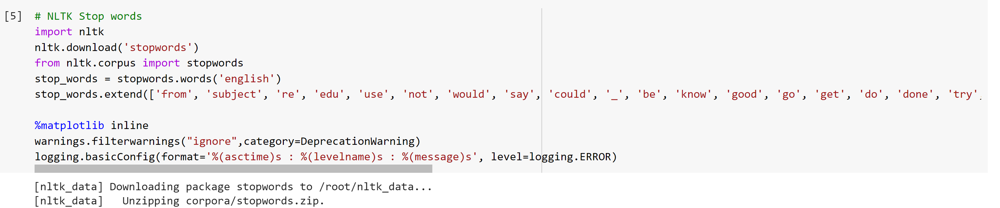 [5] # NLTK Stop words
import nltk
nltk.download('stopwords')
from nltk.corpus import stopwords
stop_words = stopwords.words('english')
stop_words.extend(['from', 'subject', 're', 'edu', 'use', 'not', 'would', 'say', 'could', '_', 'be', 'know', 'good', 'go', 'get', 'do', 'done', 'try',
%matplotlib inline
warnings.filterwarnings("ignore",category=DeprecationWarning)
logging.basicConfig(format='%(asctime)s : %(levelname)s : %(message)s', level=logging.ERROR)
[nltk_data] Downloading package stopwords to /root/nltk_data...
[nltk_data]   Unzipping corpora/stopwords.zip.